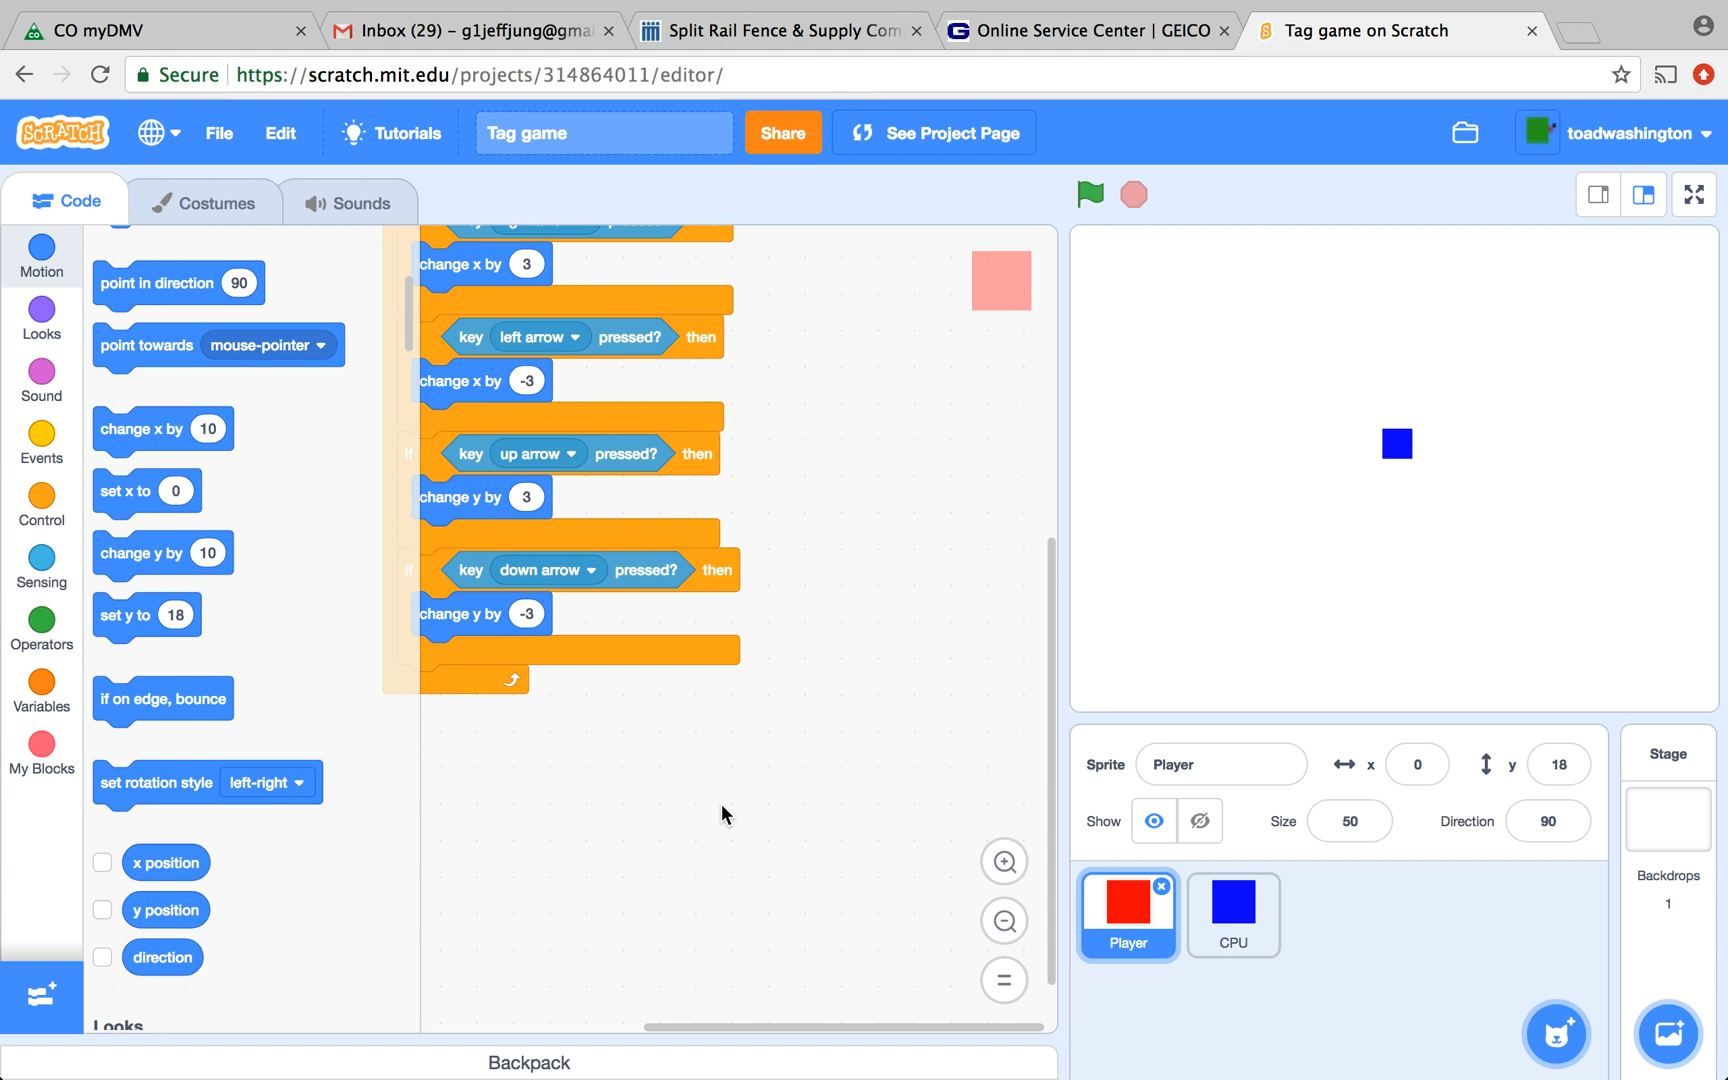 CO myDMV
Inbox (29) – g1jeffjung@gmai
Split Rail Fence & Supply Com
Online Service Center | GEICO
Tag game on Scratch
Secure
https://scratch.mit.edu/projects/314864011/editor/
SCRATCH
File
Edit
Tutorials
Tag game
Share
See Project Page
toadwashington
Code
Costumes
Sounds
Motion
Looks
Sound
Events
Control
Sensing
Operators
Variables
My Blocks
point in direction 90
point towards mouse-pointer
change x by 10
set x to 0
change y by 10
set y to 18
if on edge, bounce
set rotation style left-right
x position
y position
direction
Looks
change x by 3
key left arrow pressed? then
change x by -3
if key up arrow pressed? then
change y by 3
if key down arrow pressed? then
change y by -3
Backpack
Sprite Player x 0 y 18
Show Size 50 Direction 90
Player
CPU
Stage
Backdrops
1